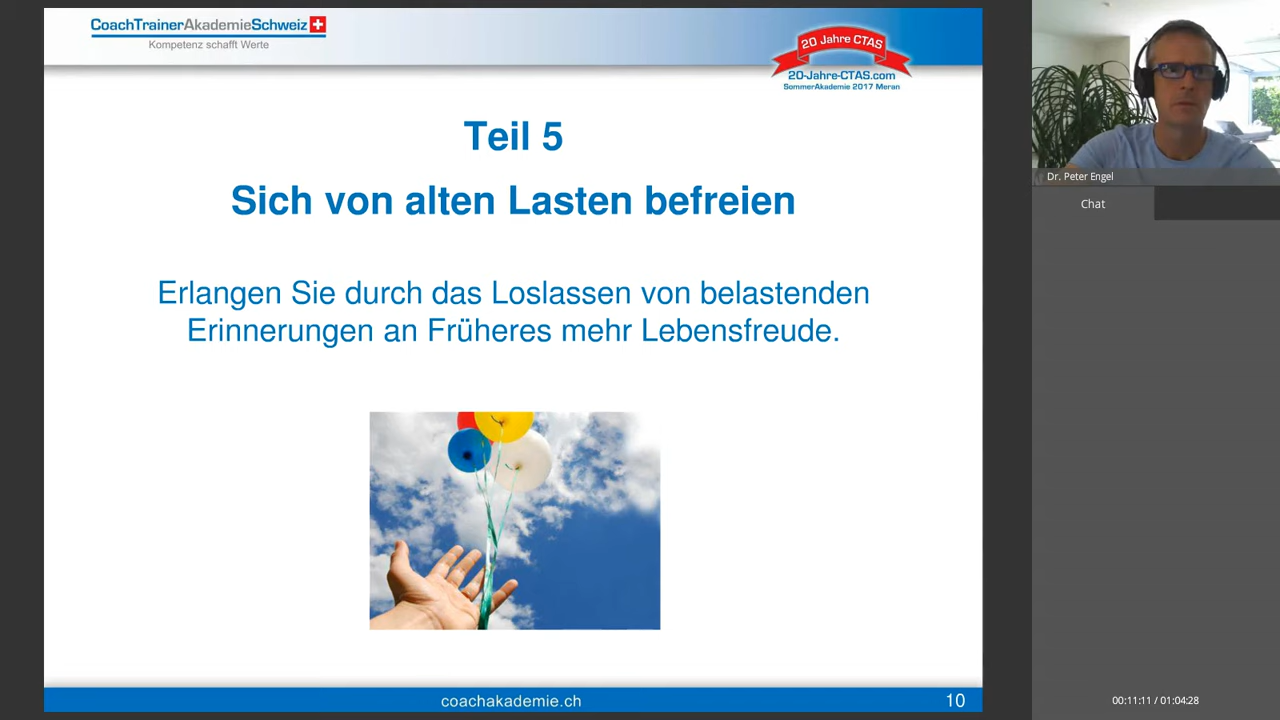 CoachTrainerAkademieSchweiz
Kompetenz schafft Werte
20 Jahre CTAS
20-Jahre-CTAS.com
SommerAkademie 2017 Meran
Teil 5
Sich von alten Lasten befreien
Erlangen Sie durch das Loslassen von belastenden
Erinnerungen an Früheres mehr Lebensfreude.
coachakademie.ch
10
Dr. Peter Engel
Chat
00:11:11 / 01:04:28